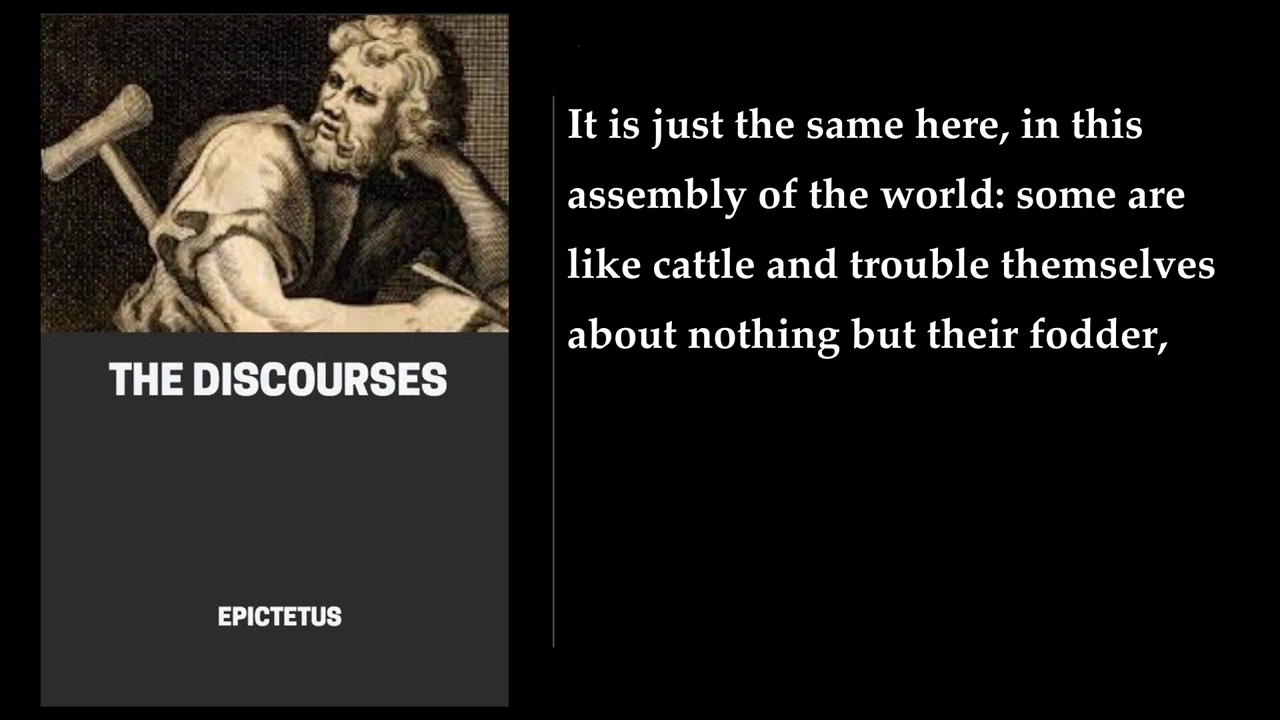 THE DISCOURSES
EPICTETUS
It is just the same here, in this
assembly of the world: some are
like cattle and trouble themselves
about nothing but their fodder,